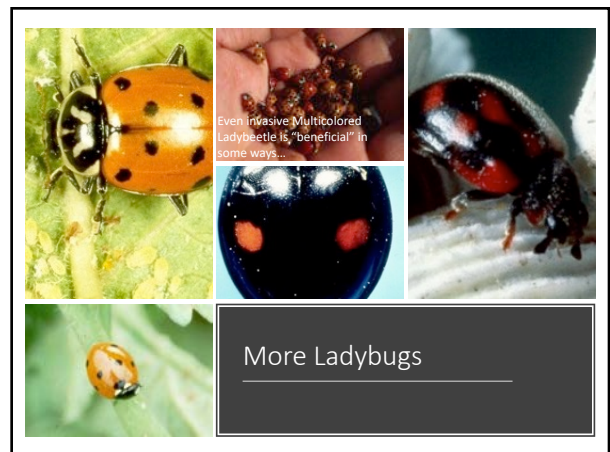 Even invasive Multicolored
Ladybeetle is “beneficial” in
some ways…
More Ladybugs